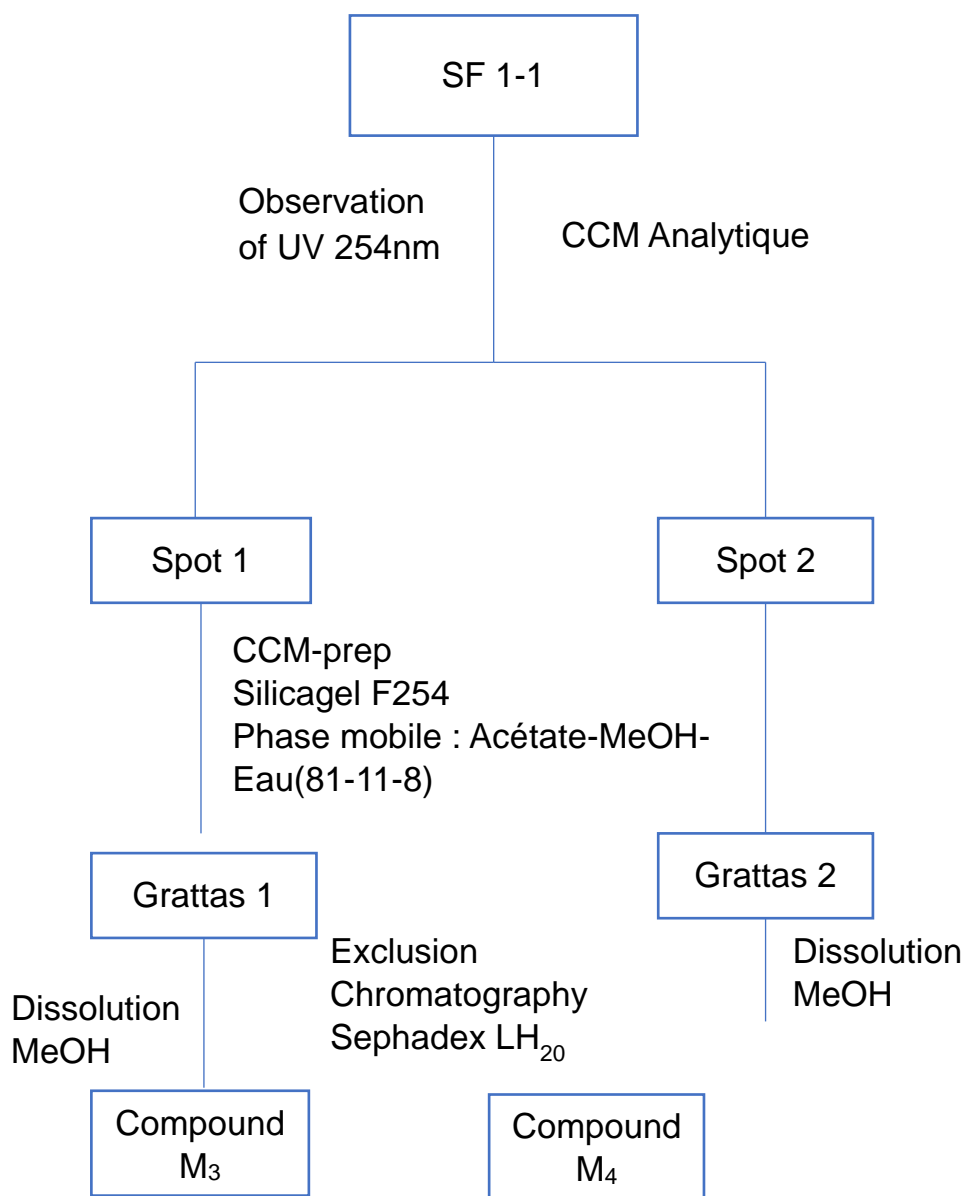 SF 1-1
Observation
of UV 254nm
CCM Analytique
Spot 1
Spot 2
CCM-prep
Silicagel F254
Phase mobile : Acétate-MeOH-
Eau(81-11-8)
Grattas 1
Grattas 2
Exclusion
Chromatography
Sephadex LH₂₀
Dissolution
MeOH
Dissolution
MeOH
Compound
M₃
Compound
M₄